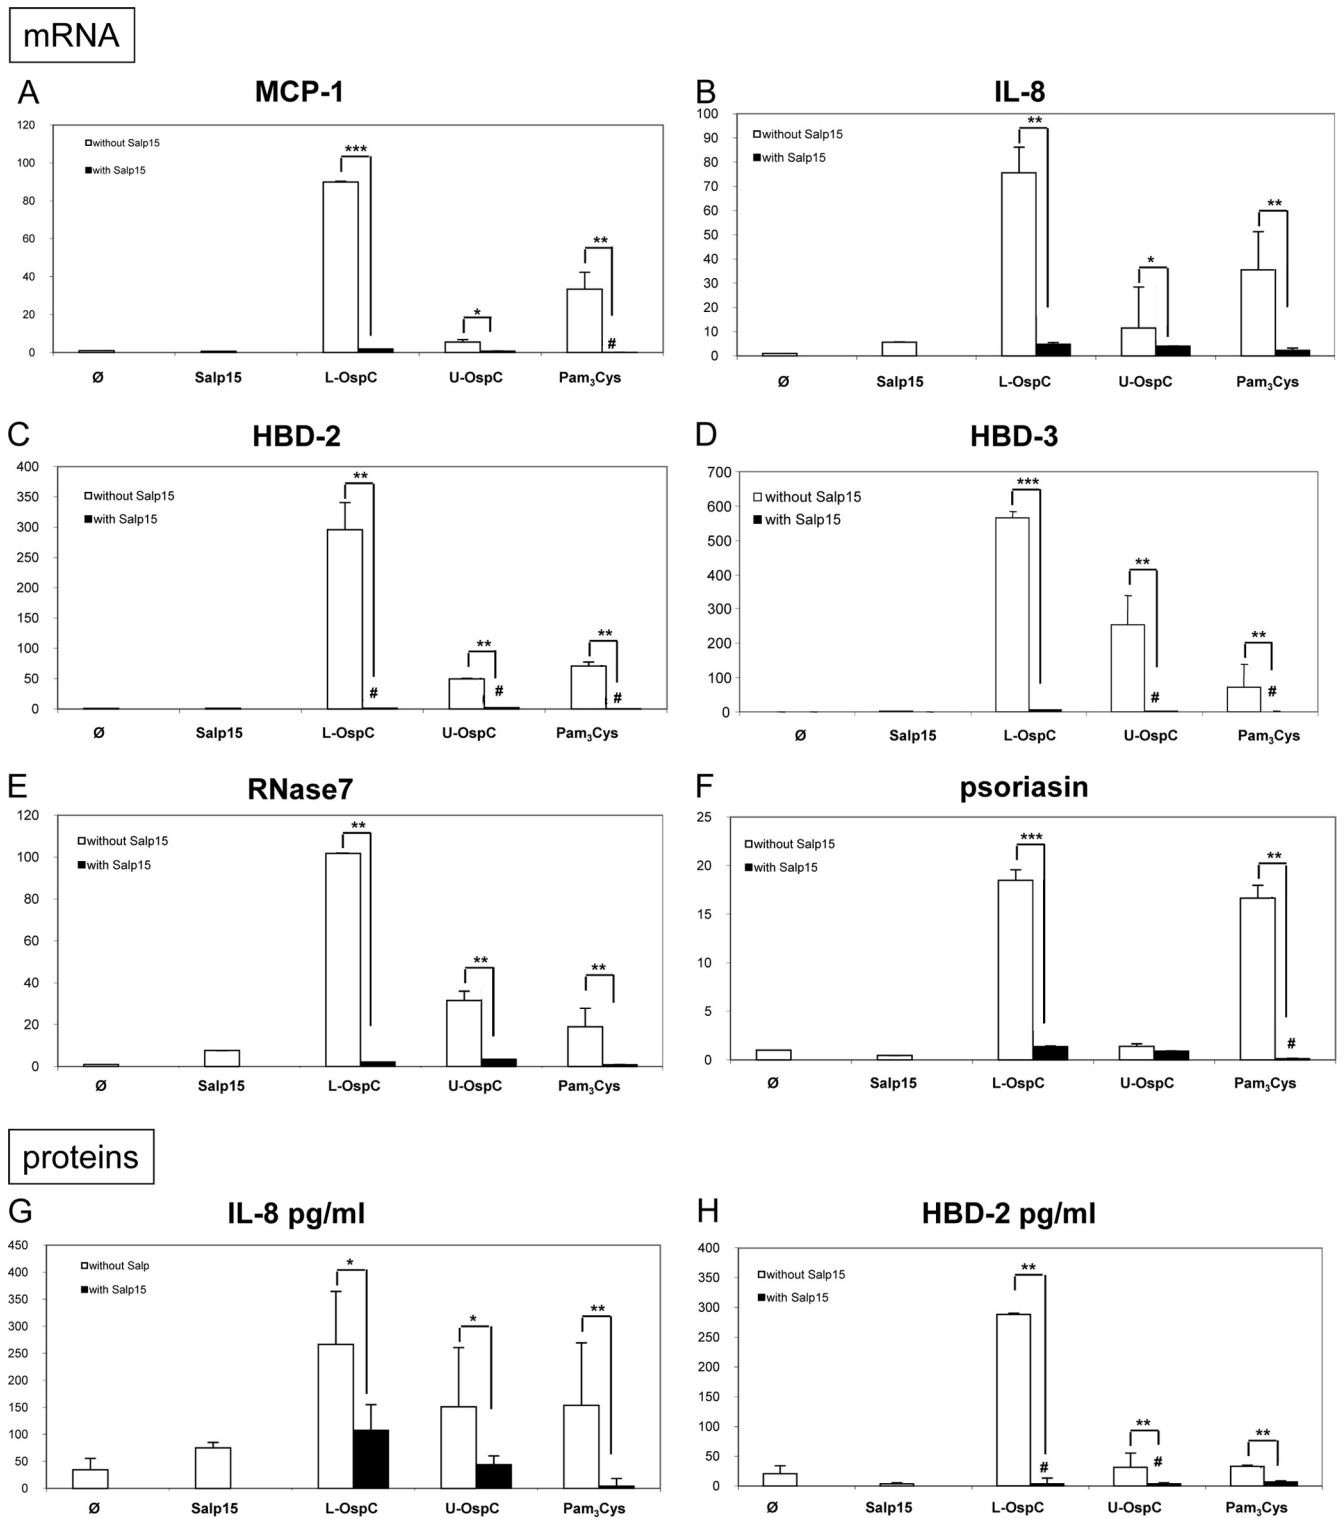 mRNA
A MCP-1
120
100
80
60
40
20
0
without Salp15
with Salp15
***
*
**
#
Ø Salp15 L-OspC U-OspC Pam3Cys
B IL-8
100
90
80
70
60
50
40
30
20
10
0
without Salp15
with Salp15
**
*
**
Ø Salp15 L-OspC U-OspC Pam3Cys
C HBD-2
400
350
300
250
200
150
100
50
0
without Salp15
with Salp15
**
#
**
#
**
#
Ø Salp15 L-OspC U-OspC Pam3Cys
D HBD-3
700
600
500
400
300
200
100
0
without Salp15
with Salp15
***
**
#
**
#
Ø Salp15 L-OspC U-OspC Pam3Cys
E RNase7
120
100
80
60
40
20
0
without Salp15
with Salp15
**
**
**
Ø Salp15 L-OspC U-OspC Pam3Cys
F psoriasin
25
20
15
10
5
0
without Salp15
with Salp15
***
**
#
Ø Salp15 L-OspC U-OspC Pam3Cys
proteins
G IL-8 pg/ml
450
400
350
300
250
200
150
100
50
0
without Salp
with Salp15
*
*
**
Ø Salp15 L-OspC U-OspC Pam3Cys
H HBD-2 pg/ml
400
350
300
250
200
150
100
50
0
without Salp15
with Salp15
**
#
**
#
**
Ø Salp15 L-OspC U-OspC Pam3Cys